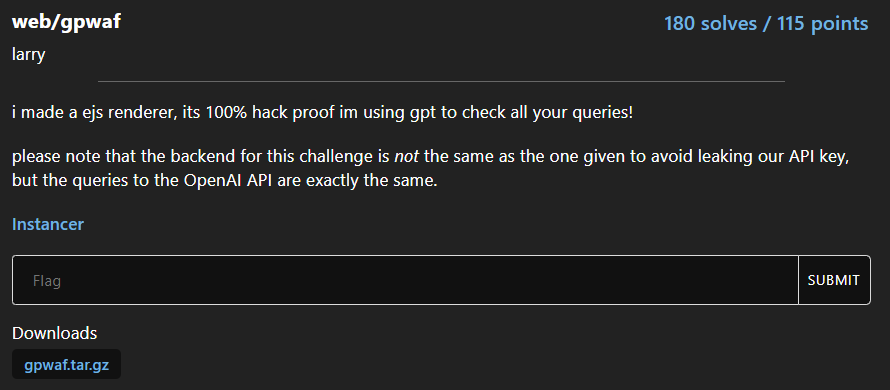 web/gpwaf
180 solves / 115 points
larry
i made a ejs renderer, its 100% hack proof im using gpt to check all your queries!
please note that the backend for this challenge is not the same as the one given to avoid leaking our API key,
but the queries to the OpenAI API are exactly the same.
Instancer
Flag
SUBMIT
Downloads
gpwaf.tar.gz